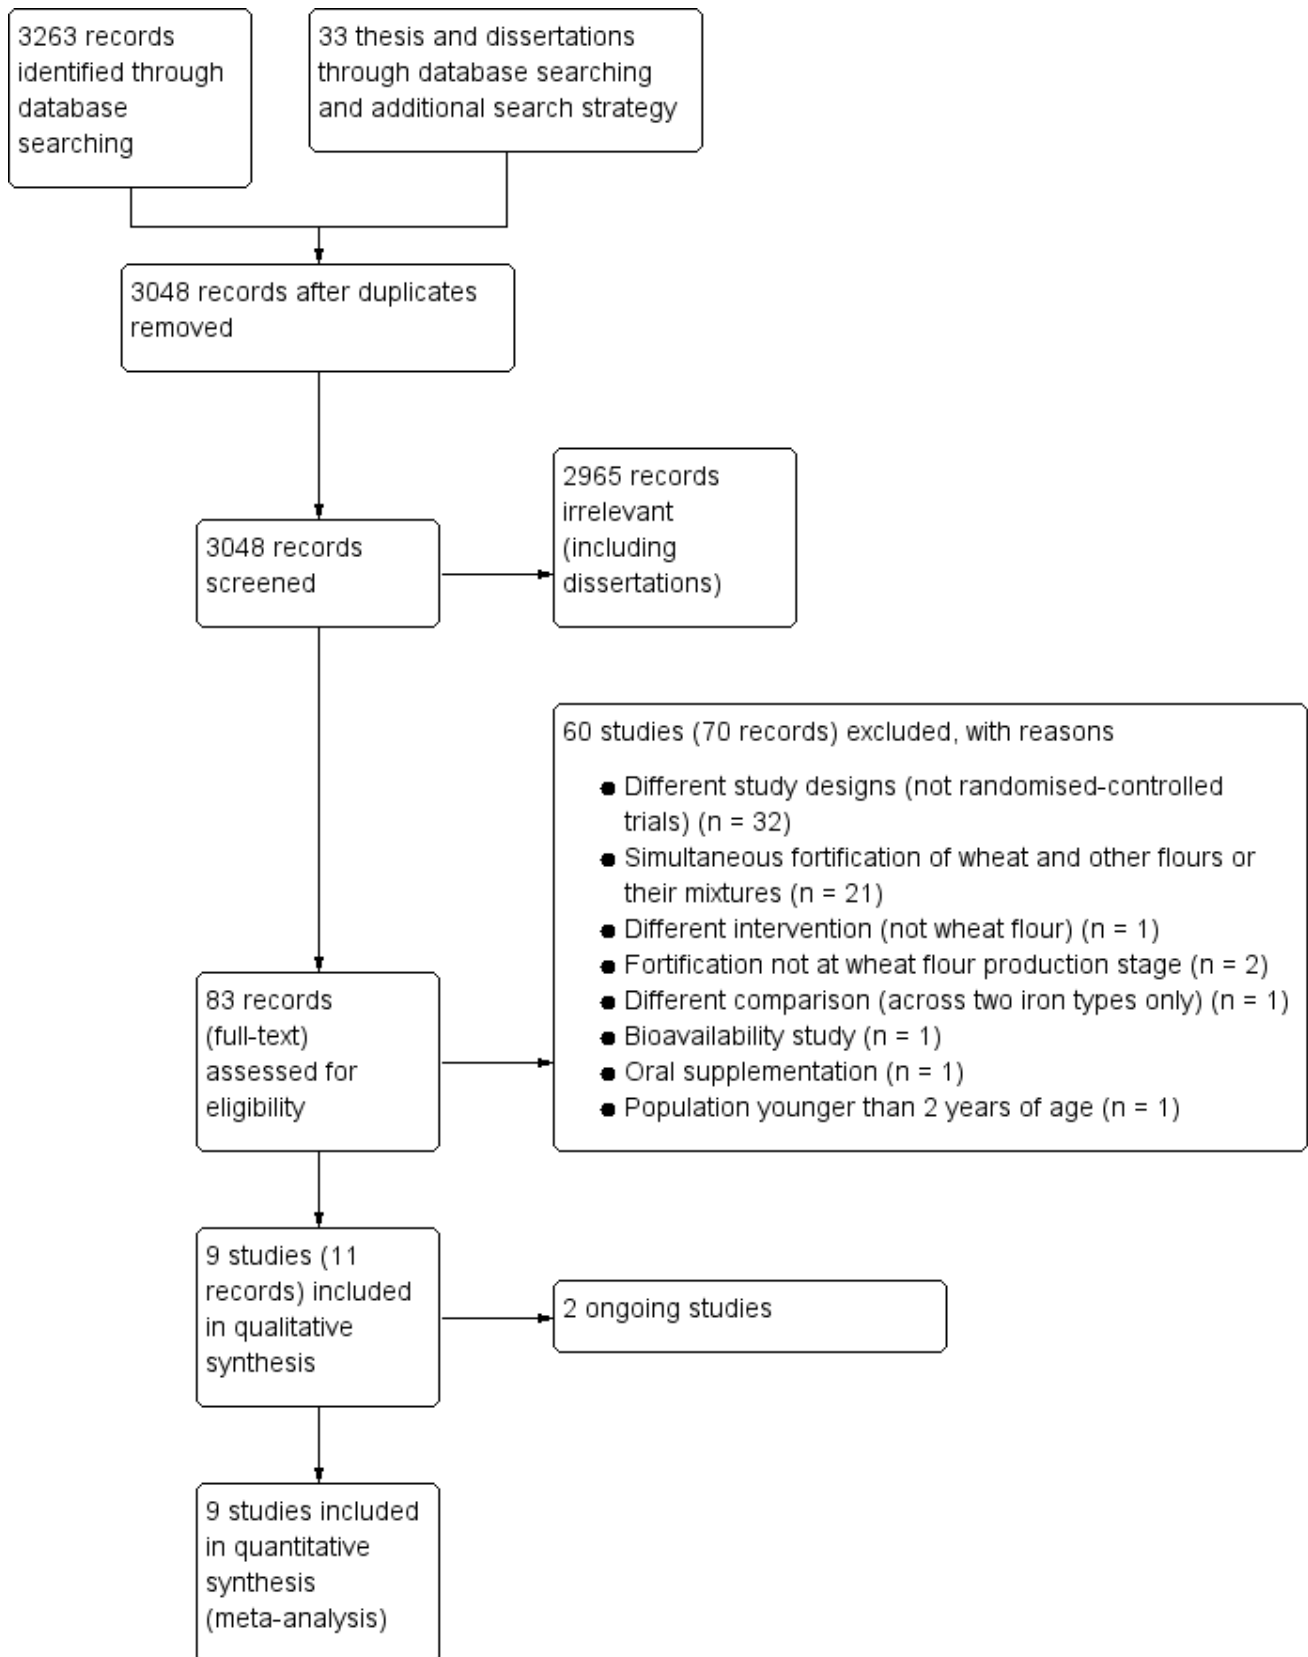 3263 records
identified through
database
searching
33 thesis and dissertations
through database searching
and additional search strategy
3048 records after duplicates
removed
2965 records
irrelevant
(including
dissertations)
3048 records
screened
60 studies (70 records) excluded, with reasons
● Different study designs (not randomised-controlled
trials) (n = 32)
● Simultaneous fortification of wheat and other flours or
their mixtures (n = 21)
● Different intervention (not wheat flour) (n = 1)
● Fortification not at wheat flour production stage (n = 2)
● Different comparison (across two iron types only) (n = 1)
● Bioavailability study (n = 1)
● Oral supplementation (n = 1)
● Population younger than 2 years of age (n = 1)
83 records
(full-text)
assessed for
eligibility
9 studies (11
records) included
in qualitative
synthesis
2 ongoing studies
9 studies included
in quantitative
synthesis
(meta-analysis)